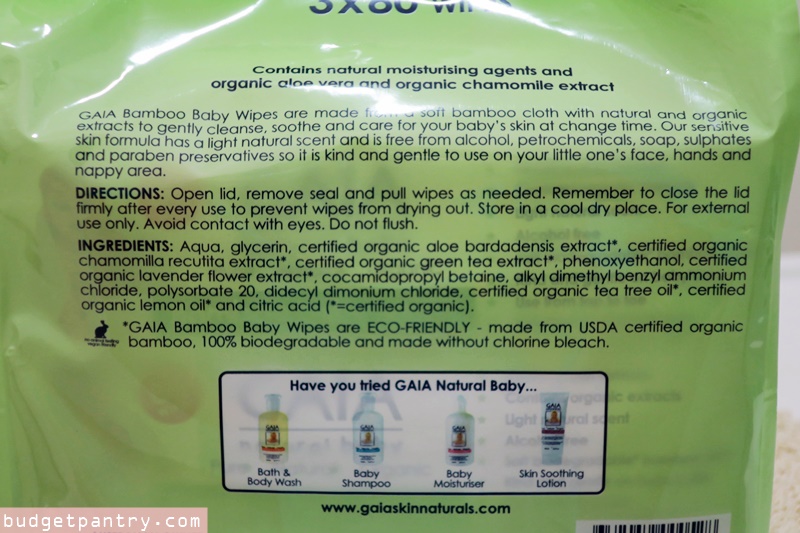 3x80 wipes
Contains natural moisturising agents and
organic aloe vera and organic chamomile extract
GAIA Bamboo Baby Wipes are made from a soft bamboo cloth with natural and organic
extracts to gently cleanse, soothe and care for your baby's skin at change time. Our sensitive
skin formula has a light natural scent and is free from alcohol, petrochemicals, soap, sulphates
and paraben preservatives so it is kind and gentle to use on your little one's face, hands and
nappy area.
DIRECTIONS: Open lid, remove seal and pull wipes as needed. Remember to close the lid
firmly after every use to prevent wipes from drying out. Store in a cool dry place. For external
use only. Avoid contact with eyes. Do not flush.
INGREDIENTS: Aqua, glycerin, certified organic aloe bardadensis extract*, certified organic
chamomilla recutita extract*, certified organic green tea extract*, phenoxyethanol, certified
organic lavender flower extract*, cocamidopropyl betaine, alkyl dimethyl benzyl ammonium
chloride, polysorbate 20, didecyl dimonium chloride, certified organic tea tree oil*, certified
organic lemon oil* and citric acid (*=certified organic).
*GAIA Bamboo Baby Wipes are ECO-FRIENDLY - made from USDA certified organic
bamboo, 100% biodegradable and made without chlorine bleach.
Have you tried GAIA Natural Baby...
GAIA GAIA GAIA GAIA
Bath &
Body Wash
Baby
Shampoo
Baby
Moisturiser
Skin Soothing
Lotion
www.gaiaskinnaturals.com
budgetpantry.com